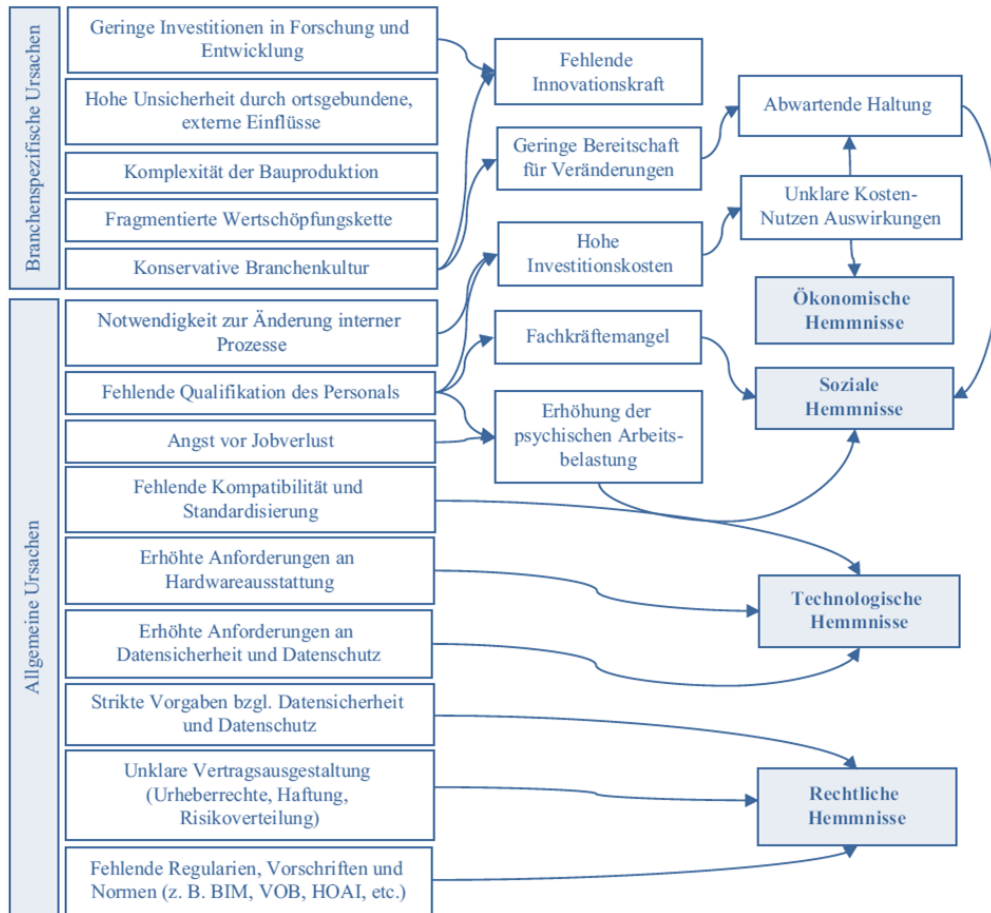 Branchenspezifische Ursachen
Geringe Investitionen in Forschung und
Entwicklung
Hohe Unsicherheit durch ortsgebundene,
externe Einflüsse
Komplexität der Bauproduktion
Fragmentierte Wertschöpfungskette
Konservative Branchenkultur
Allgemeine Ursachen
Notwendigkeit zur Änderung interner
Prozesse
Fehlende Qualifikation des Personals
Angst vor Jobverlust
Fehlende Kompatibilität und
Standardisierung
Erhöhte Anforderungen an
Hardwareausstattung
Erhöhte Anforderungen an
Datensicherheit und Datenschutz
Strikte Vorgaben bzgl. Datensicherheit
und Datenschutz
Unklare Vertragsausgestaltung
(Urheberrechte, Haftung,
Risikoverteilung)
Fehlende Regularien, Vorschriften und
Normen (z. B. BIM, VOB, HOAI, etc.)
Fehlende
Innovationskraft
Geringe Bereitschaft
für Veränderungen
Hohe
Investitionskosten
Fachkräftemangel
Erhöhung der
psychischen Arbeits-
belastung
Abwartende Haltung
Unklare Kosten-
Nutzen Auswirkungen
Ökonomische
Hemmnisse
Soziale
Hemmnisse
Technologische
Hemmnisse
Rechtliche
Hemmnisse